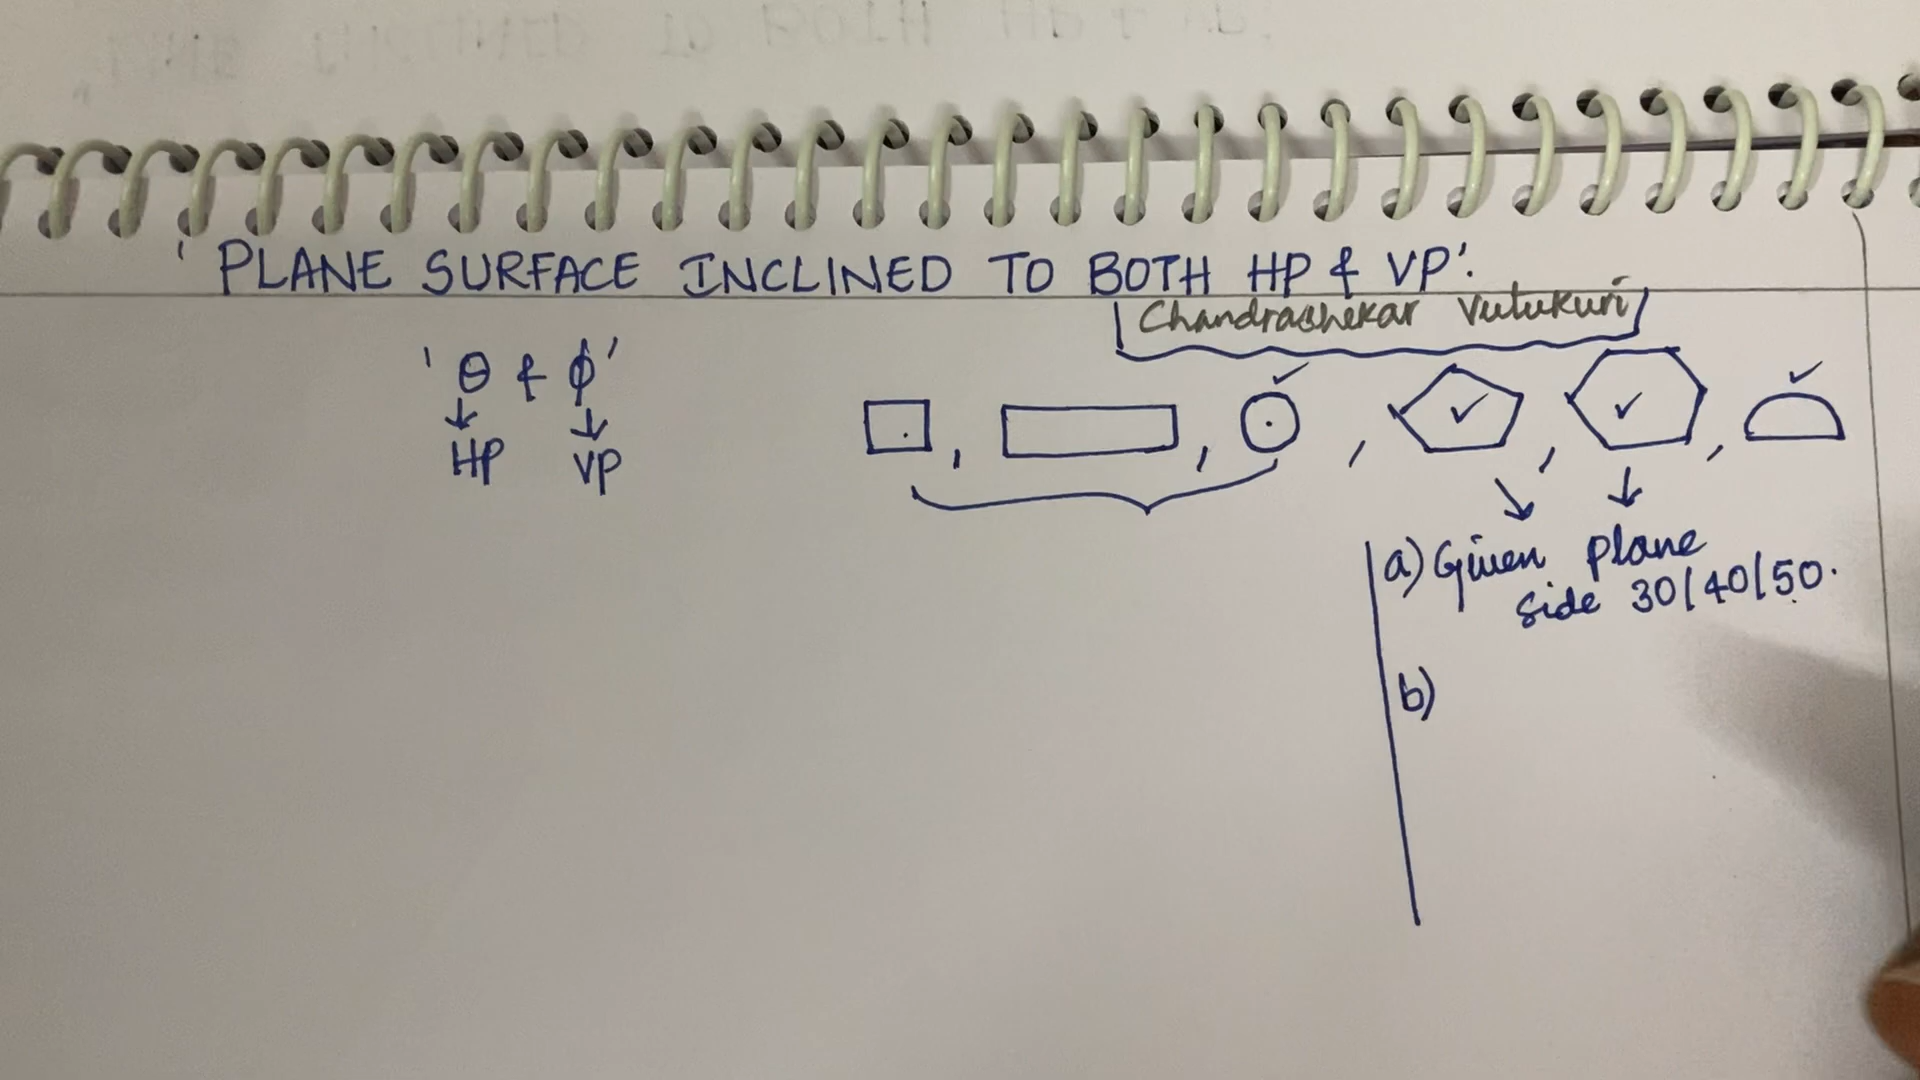 ' PLANE SURFACE INCLINED TO BOTH HP & VP'.
Chandrashekar Vutukuri
' θ & ϕ '
HP VP
a) Given plane
side 30/40/50.
b)